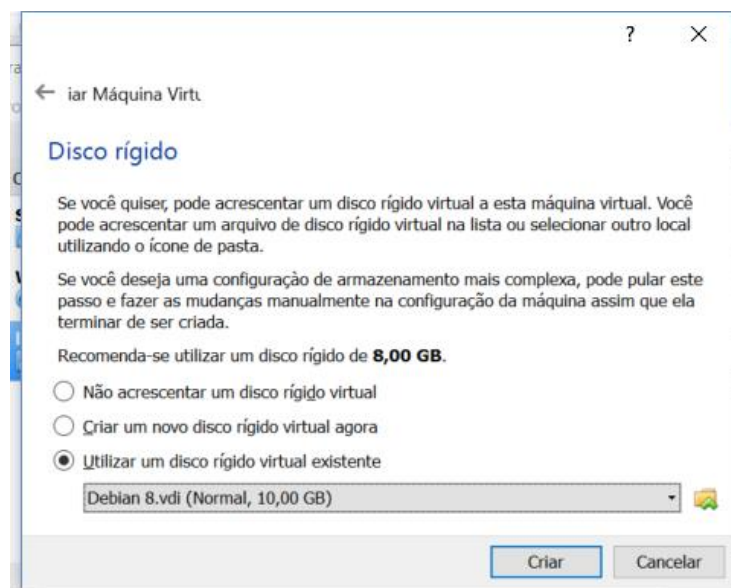 ?
iar Máquina Virtu
Disco rígido
Se você quiser, pode acrescentar um disco rígido virtual a esta máquina virtual. Você
pode acrescentar um arquivo de disco rígido virtual na lista ou selecionar outro local
utilizando o ícone de pasta.
Se você deseja uma configuração de armazenamento mais complexa, pode pular este
passo e fazer as mudanças manualmente na configuração da máquina assim que ela
terminar de ser criada.
Recomenda-se utilizar um disco rígido de 8,00 GB.
Não acrescentar um disco rígido virtual
Criar um novo disco rígido virtual agora
Utilizar um disco rígido virtual existente
Debian 8.vdi (Normal, 10,00 GB)
Criar
Cancelar